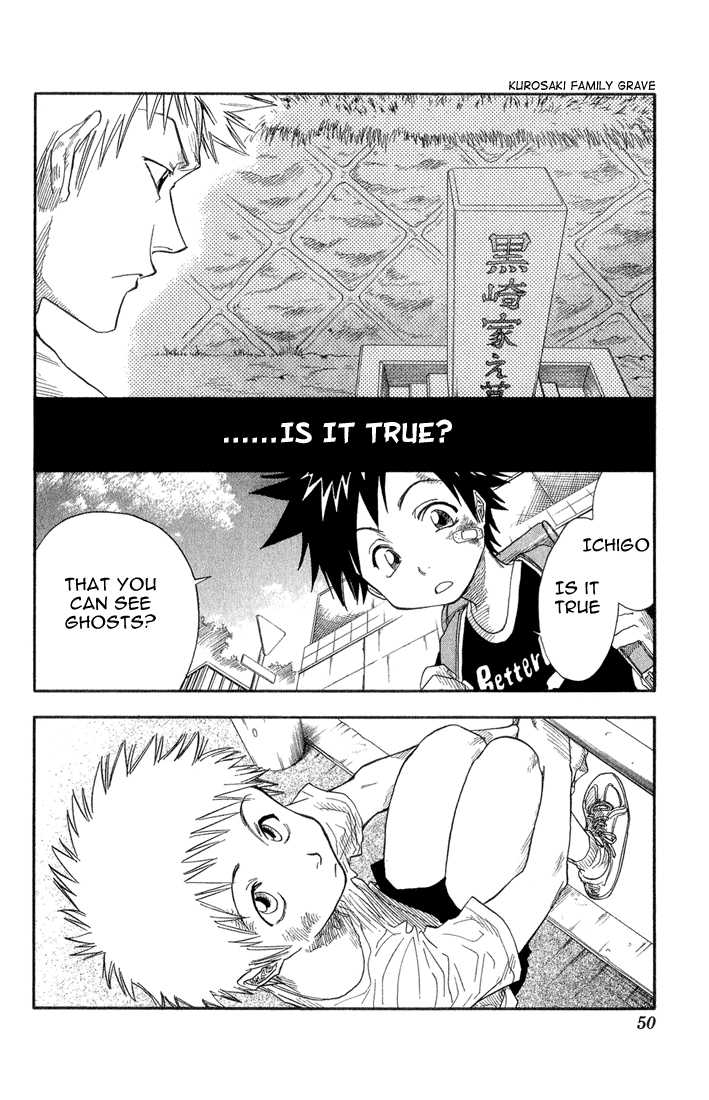 KUROSAKI FAMILY GRAVE
黒崎家之墓
......IS IT TRUE?
ICHIGO
IS IT
TRUE
THAT YOU
CAN SEE
GHOSTS?
Better
50